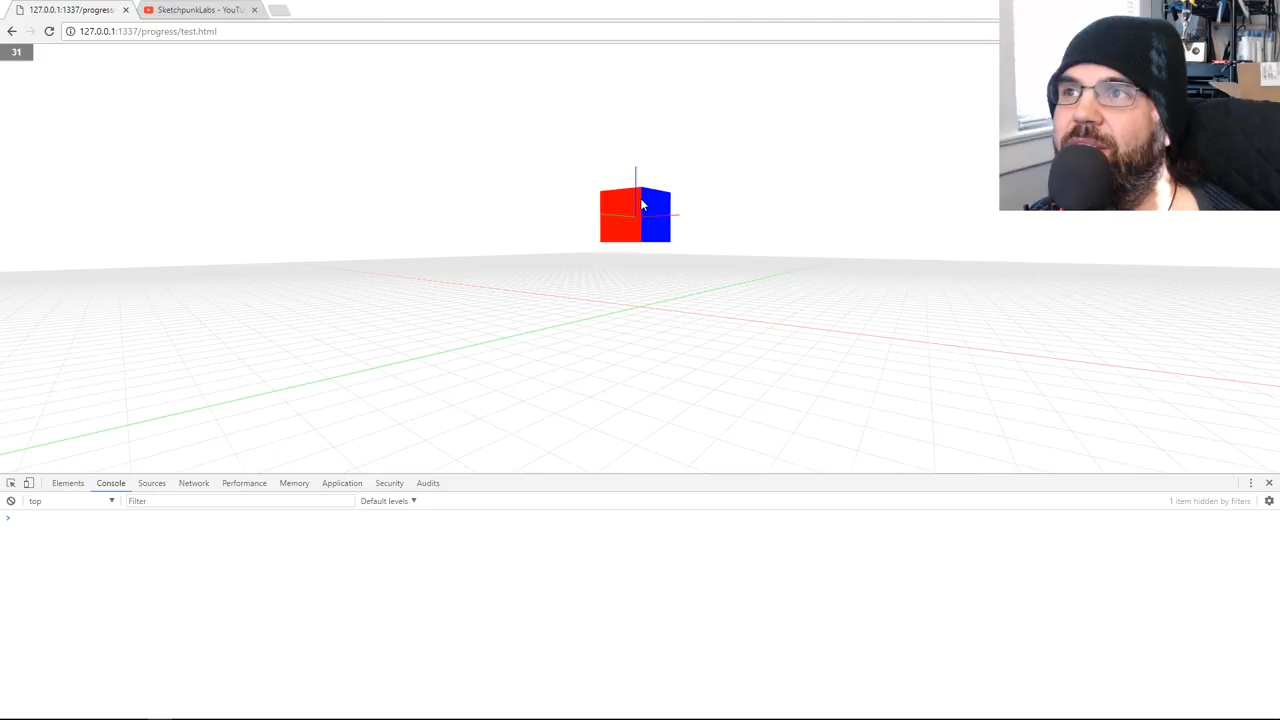 127.0.0.1:1337/progress
SketchpunkLabs - YouTu
127.0.0.1:1337/progress/test.html
31
Elements Console Sources Network Performance Memory Application Security Audits
top Filter Default levels 1 item hidden by filters